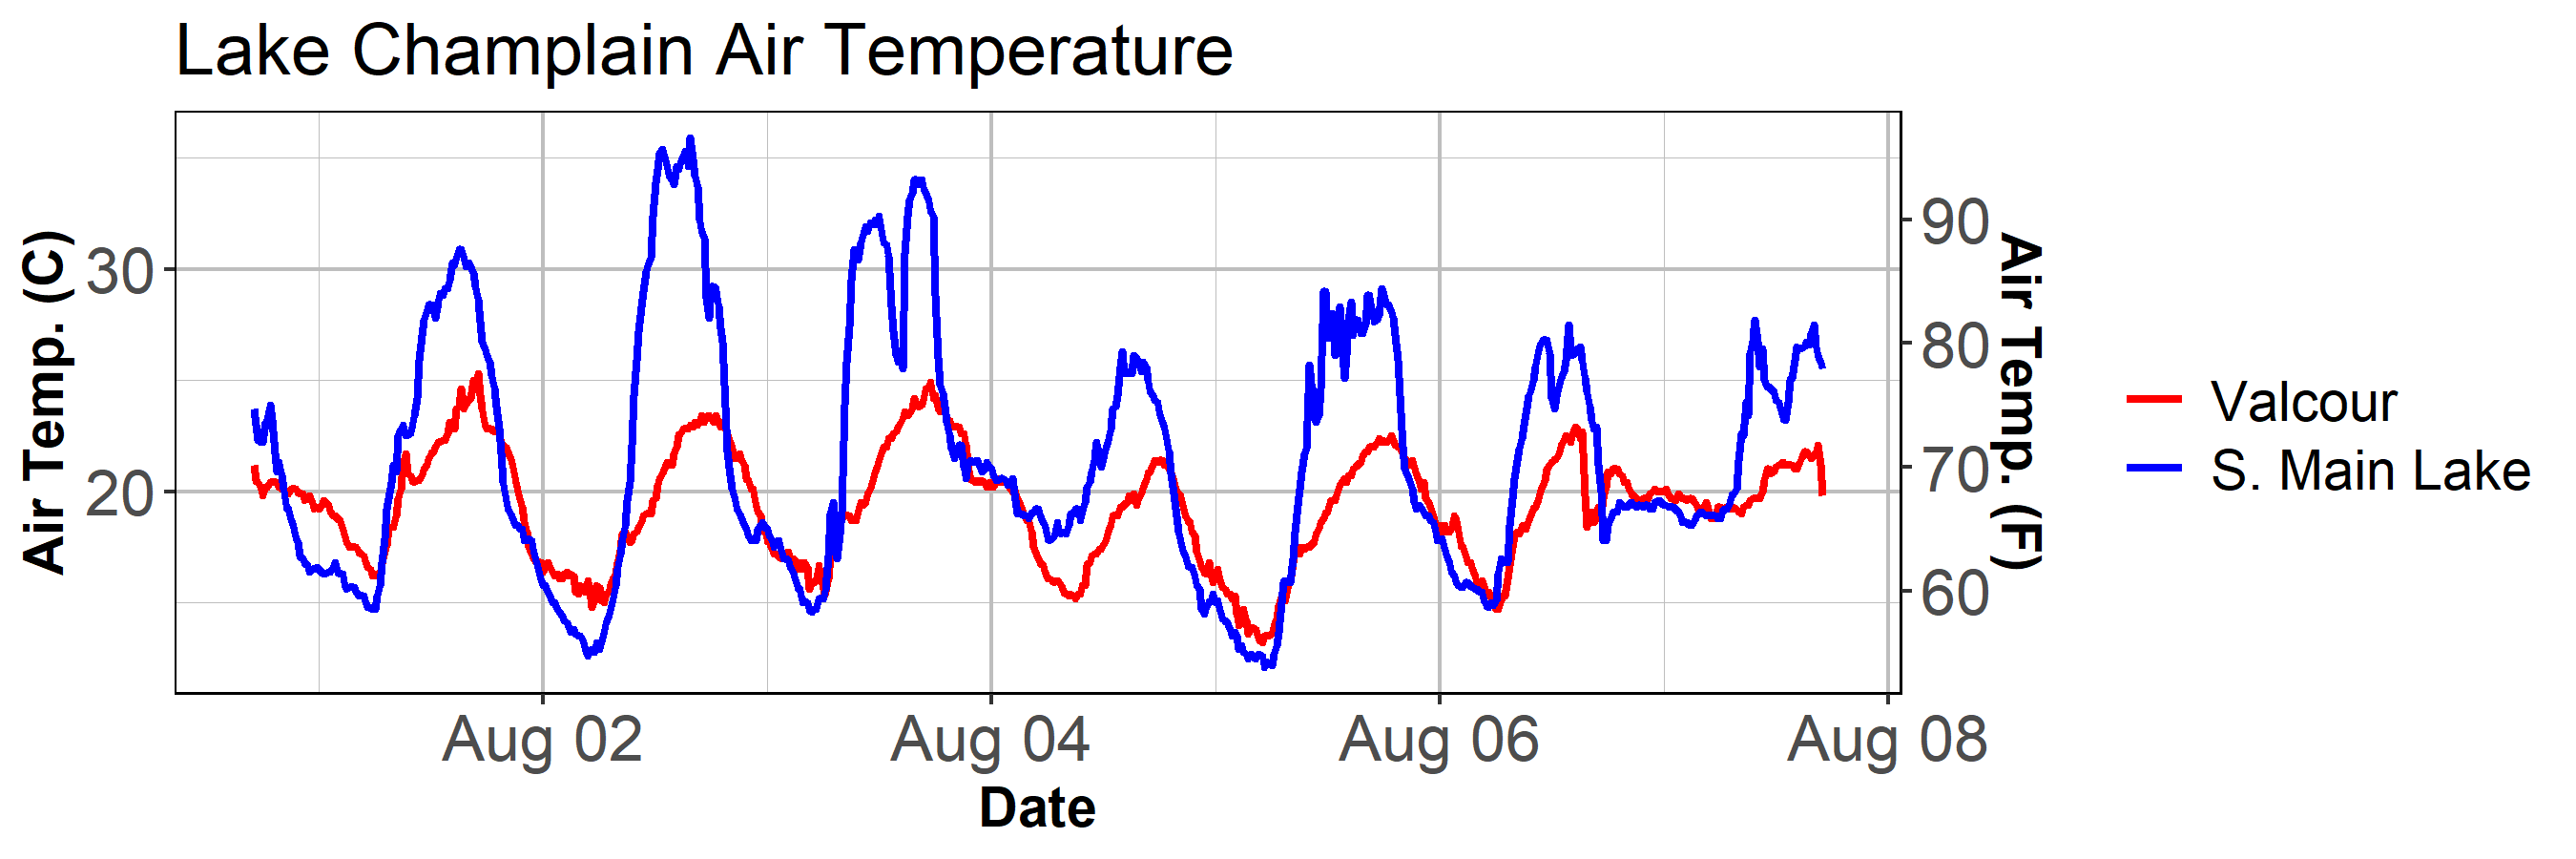 Lake Champlain Air Temperature
Air Temp. (C)
30
20
90
80
70
60
Air Temp. (F)
Valcour
S. Main Lake
Aug 02
Aug 04
Aug 06
Aug 08
Date